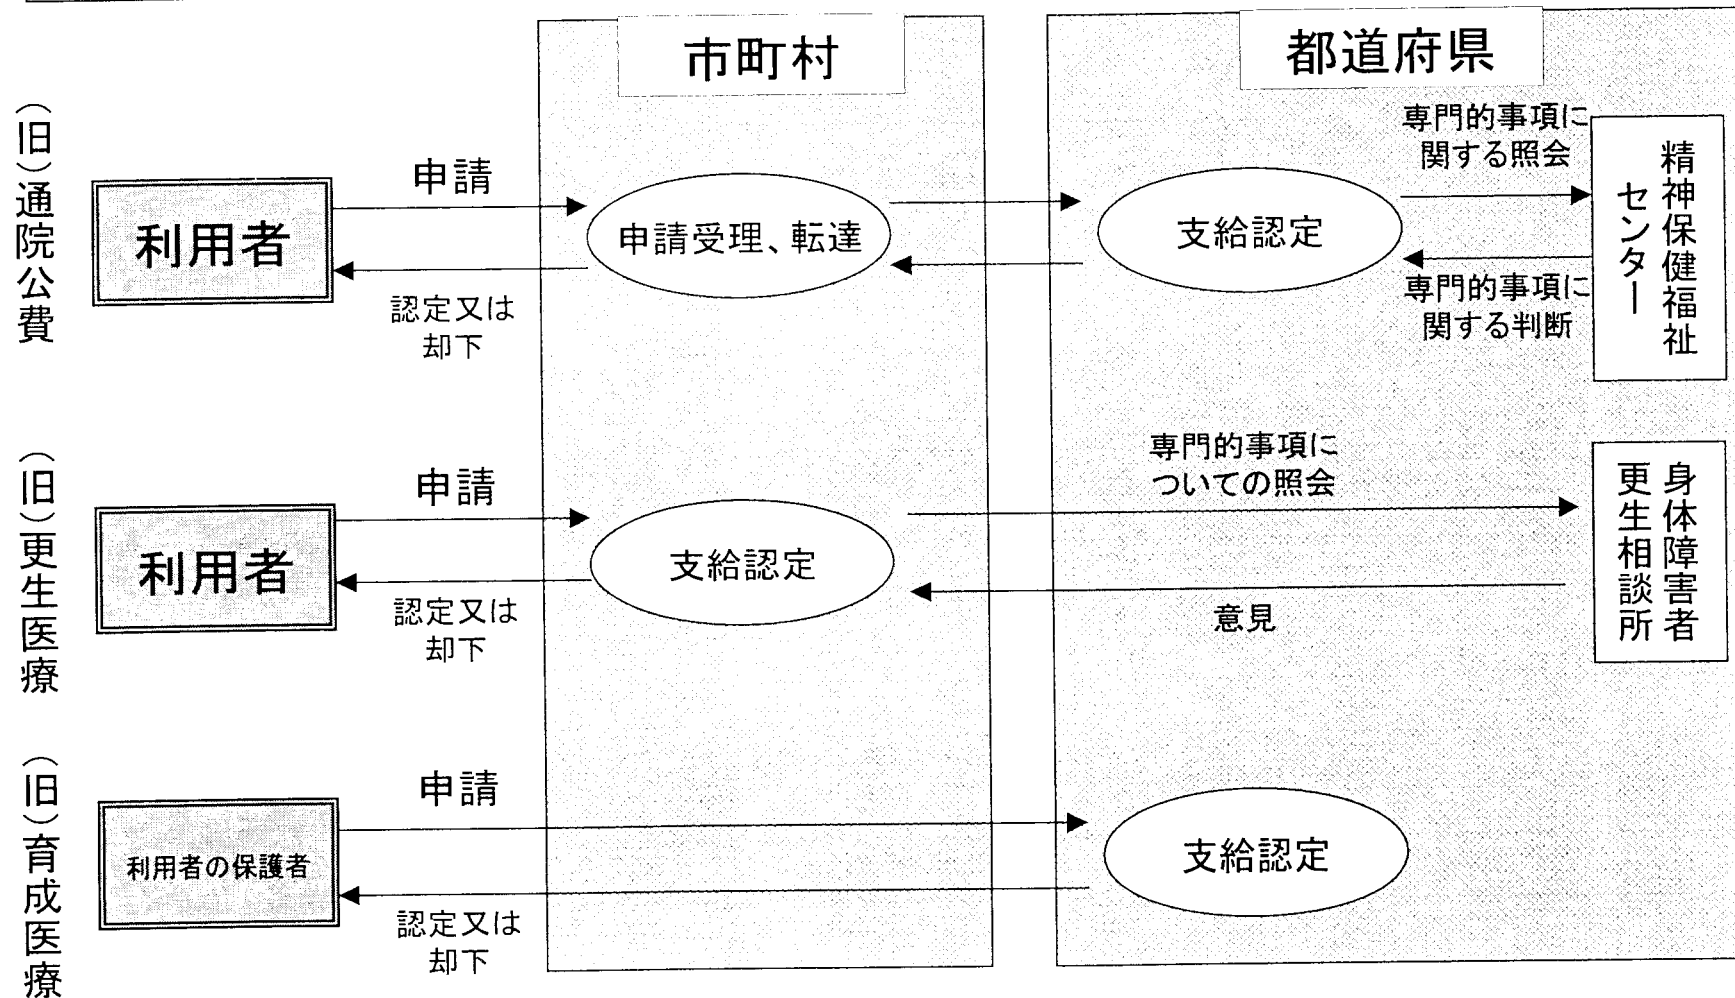 市町村
都道府県
(旧)通院公費
利用者
申請
認定又は
却下
申請受理、転達
支給認定
専門的事項に
関する照会
専門的事項に
関する判断
精神保健福祉
センター
(旧)更生医療
利用者
申請
認定又は
却下
支給認定
専門的事項に
ついての照会
意見
身体障害者
更生相談所
(旧)育成医療
利用者の保護者
申請
認定又は
却下
支給認定